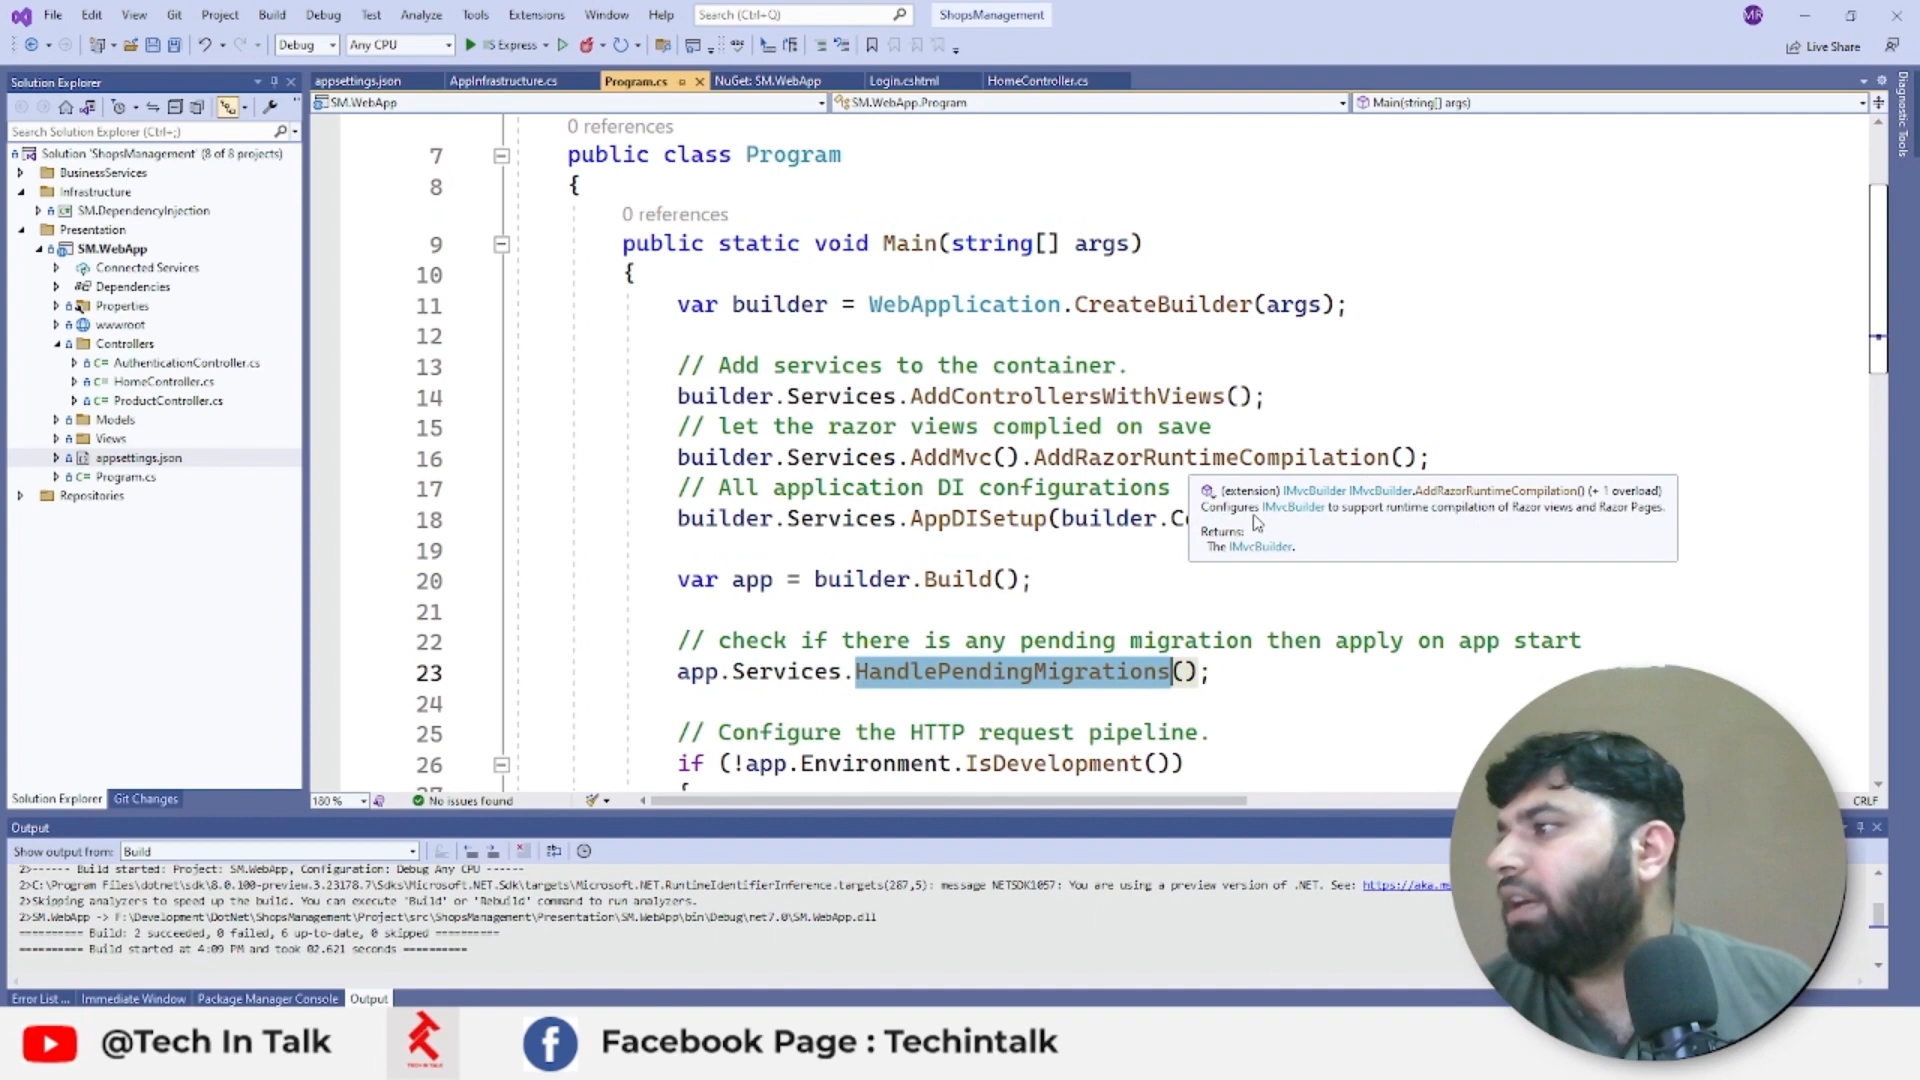 File Edit View Git Project Build Debug Test Analyze Tools Extensions Window Help Search (Ctrl+Q) ShopsManagement MR
Debug Any CPU IIS Express Live Share
Solution Explorer
Search Solution Explorer (Ctrl+;)
Solution 'ShopsManagement' (8 of 8 projects)
BusinessServices
Infrastructure
SM.DependencyInjection
Presentation
SM.WebApp
Connected Services
Dependencies
Properties
wwwroot
Controllers
C# AuthenticationController.cs
C# HomeController.cs
C# ProductController.cs
Models
Views
appsettings.json
C# Program.cs
Repositories
Solution Explorer Git Changes
appsettings.json AppInfrastructure.cs Program.cs NuGet: SM.WebApp Login.cshtml HomeController.cs
SM.WebApp SM.WebApp.Program Main(string[] args)
Diagnostic Tools
0 references
7 public class Program
8 {
0 references
9 public static void Main(string[] args)
10 {
11 var builder = WebApplication.CreateBuilder(args);
12
13 // Add services to the container.
14 builder.Services.AddControllersWithViews();
15 // let the razor views complied on save
16 builder.Services.AddMvc().AddRazorRuntimeCompilation();
17 // All application DI configurations
18 builder.Services.AppDISetup(builder.C
(extension) IMvcBuilder IMvcBuilder.AddRazorRuntimeCompilation() (+ 1 overload)
Configures IMvcBuilder to support runtime compilation of Razor views and Razor Pages.
Returns:
The IMvcBuilder.
19
20 var app = builder.Build();
21
22 // check if there is any pending migration then apply on app start
23 app.Services.HandlePendingMigrations();
24
25 // Configure the HTTP request pipeline.
26 if (!app.Environment.IsDevelopment())
27 {
180 % No issues found CRLF
Output
Show output from: Build
2>------ Build started: Project: SM.WebApp, Configuration: Debug Any CPU ------
2>C:\Program Files\dotnet\sdk\8.0.100-preview.3.23178.7\Sdks\Microsoft.NET.Sdk\targets\Microsoft.NET.RuntimeIdentifierInference.targets(287,5): message NETSDK1057: You are using a preview version of .NET. See: https://aka.m
2>Skipping analyzers to speed up the build. You can execute 'Build' or 'Rebuild' command to run analyzers.
2>SM.WebApp -> F:\Development\DotNet\ShopsManagement\Project\src\ShopsManagement\Presentation\SM.WebApp\bin\Debug\net7.0\SM.WebApp.dll
========== Build: 2 succeeded, 0 failed, 6 up-to-date, 0 skipped ==========
========== Build started at 4:09 PM and took 02.621 seconds ==========
Error List ... Immediate Window Package Manager Console Output
@Tech In Talk TECH IN TALK Facebook Page : Techintalk